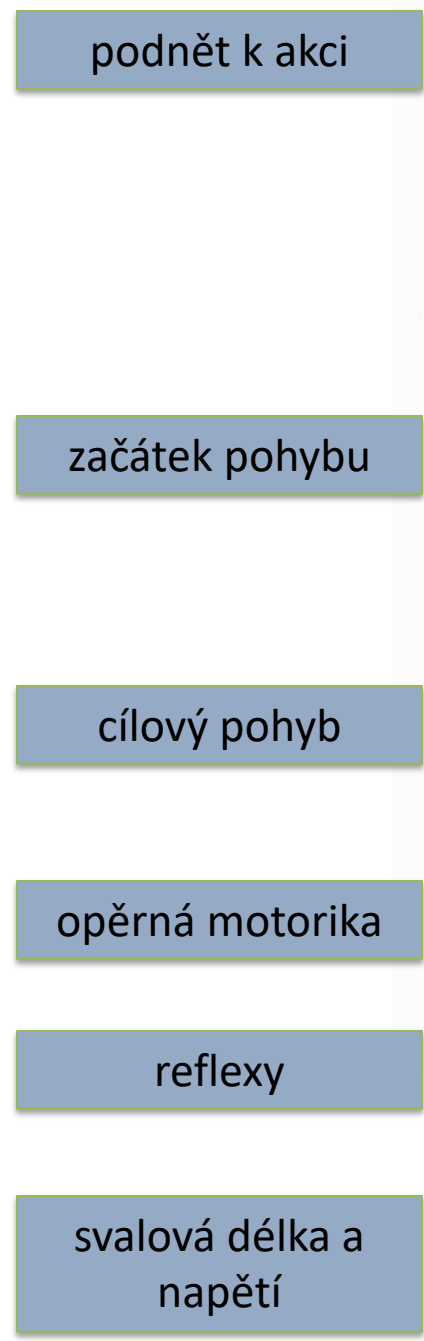 podnět k akci
začátek pohybu
cílový pohyb
opěrná motorika
reflexy
svalová délka a
napětí